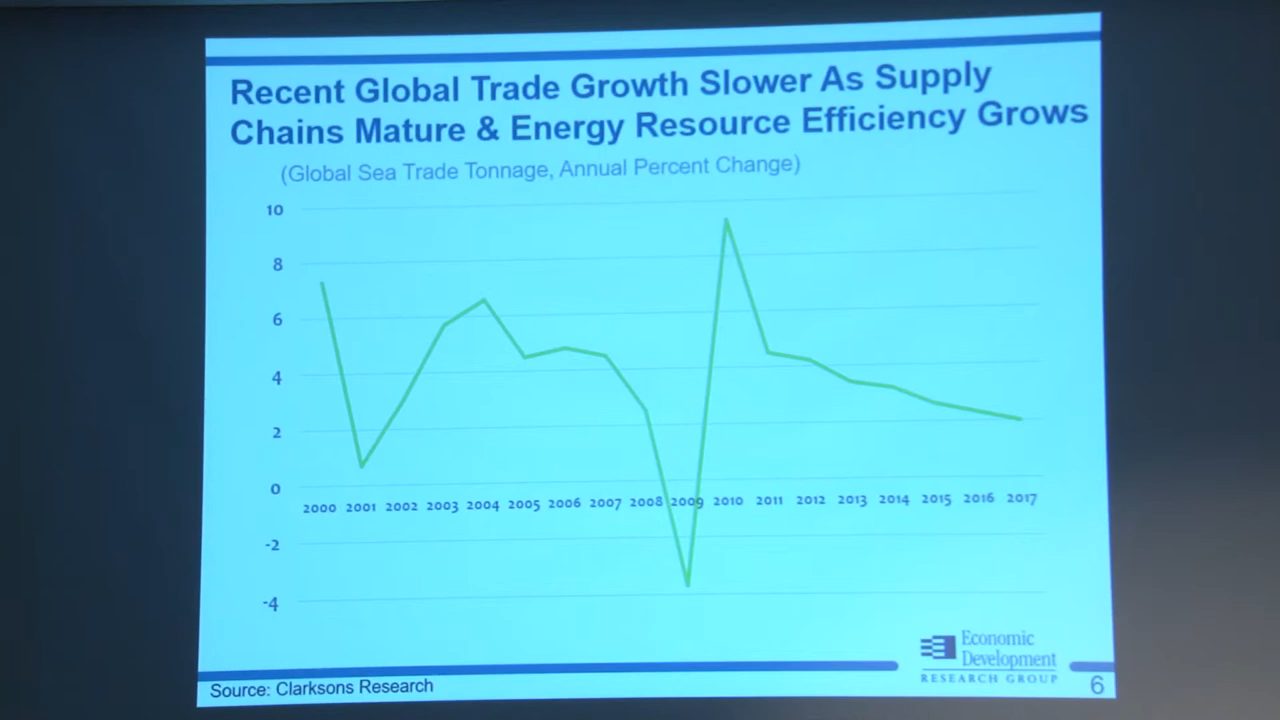 Recent Global Trade Growth Slower As Supply
Chains Mature & Energy Resource Efficiency Grows
(Global Sea Trade Tonnage, Annual Percent Change)
10
8
6
4
2
0
2000 2001 2002 2003 2004 2005 2006 2007 2008 2009 2010 2011 2012 2013 2014 2015 2016 2017
-2
-4
Economic
Development
RESEARCH GROUP
Source: Clarksons Research
6